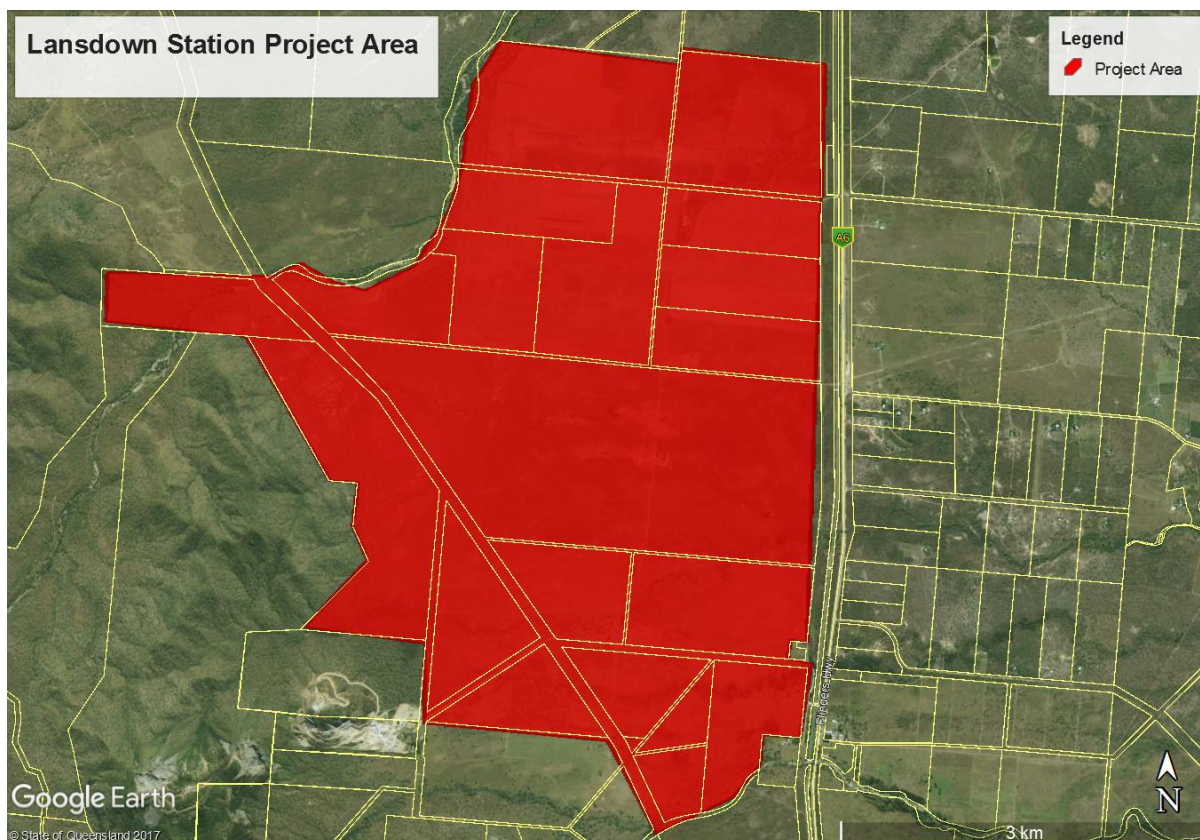 Lansdown Station Project Area
Legend
Project Area
A6
Flinders Hwy
Google Earth
N
© State of Queensland 2017
3 km